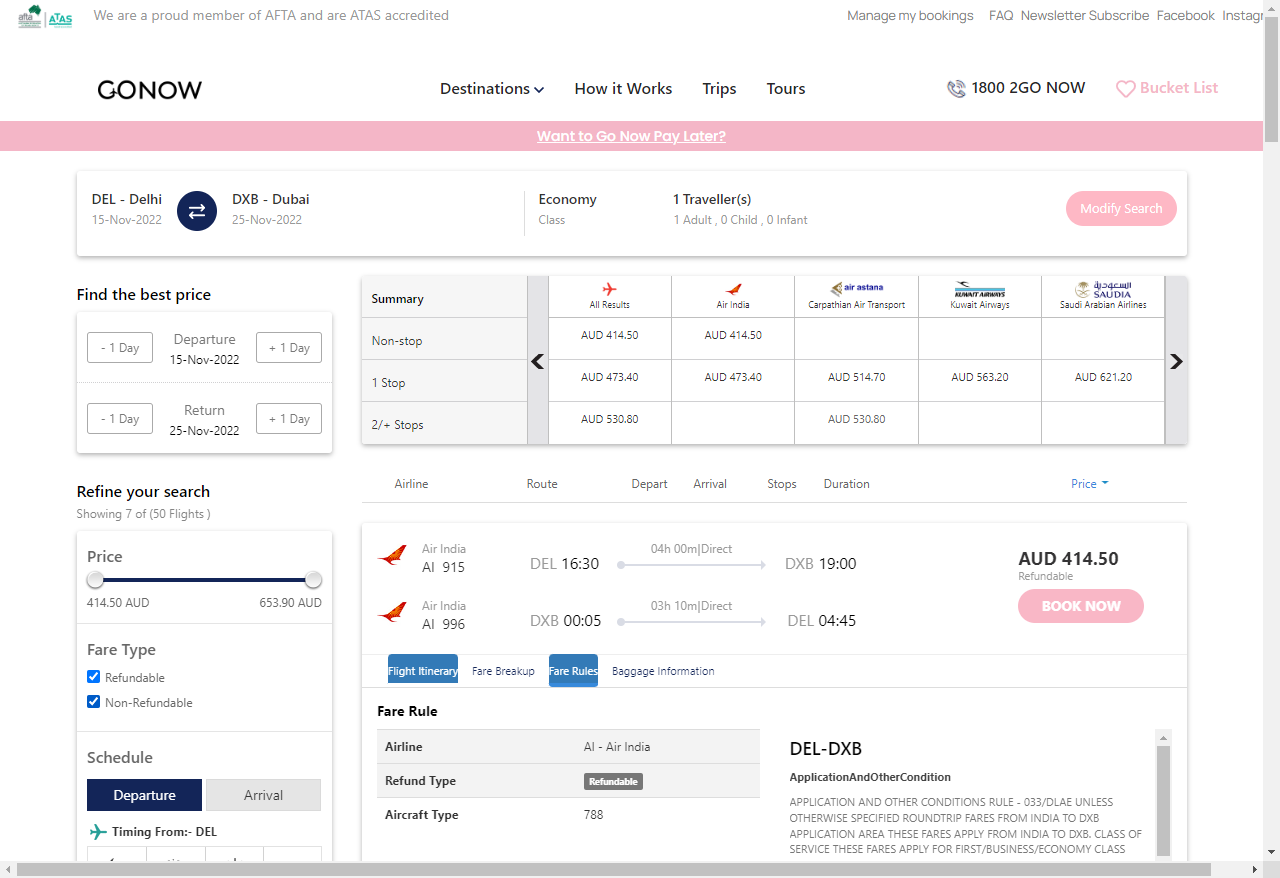 afta ATAS We are a proud member of AFTA and are ATAS accredited Manage my bookings FAQ Newsletter Subscribe Facebook Instagr
GONOW Destinations How it Works Trips Tours 1800 2GO NOW Bucket List
Want to Go Now Pay Later?
DEL - Delhi DXB - Dubai Economy 1 Traveller(s) Modify Search
15-Nov-2022 25-Nov-2022 Class 1 Adult , 0 Child , 0 Infant
Find the best price
- 1 Day Departure + 1 Day
15-Nov-2022
- 1 Day Return + 1 Day
25-Nov-2022
Summary All Results Air India air astana Carpathian Air Transport KUWAIT AIRWAYS Kuwait Airways السعودية SAUDIA Saudi Arabian Airlines
Non-stop AUD 414.50 AUD 414.50
1 Stop AUD 473.40 AUD 473.40 AUD 514.70 AUD 563.20 AUD 621.20
2/+ Stops AUD 530.80 AUD 530.80
Refine your search
Showing 7 of (50 Flights )
Price
414.50 AUD 653.90 AUD
Fare Type
Refundable
Non-Refundable
Schedule
Departure Arrival
Timing From:- DEL
Airline Route Depart Arrival Stops Duration Price
Air India 04h 00m|Direct
AI 915 DEL 16:30 DXB 19:00
Air India 03h 10m|Direct
AI 996 DXB 00:05 DEL 04:45
AUD 414.50
Refundable
BOOK NOW
Flight Itinerary Fare Breakup Fare Rules Baggage Information
Fare Rule
Airline AI - Air India
Refund Type Refundable
Aircraft Type 788
DEL-DXB
ApplicationAndOtherCondition
APPLICATION AND OTHER CONDITIONS RULE - 033/DLAE UNLESS
OTHERWISE SPECIFIED ROUNDTRIP FARES FROM INDIA TO DXB
APPLICATION AREA THESE FARES APPLY FROM INDIA TO DXB. CLASS OF
SERVICE THESE FARES APPLY FOR FIRST/BUSINESS/ECONOMY CLASS